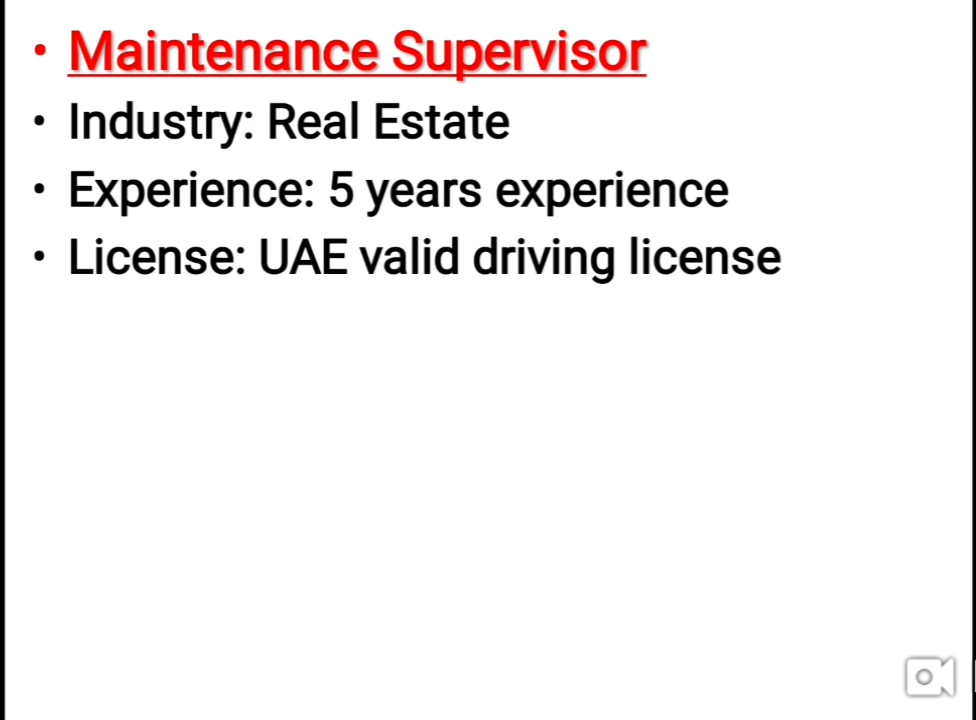 • Maintenance Supervisor
• Industry: Real Estate
• Experience: 5 years experience
• License: UAE valid driving license